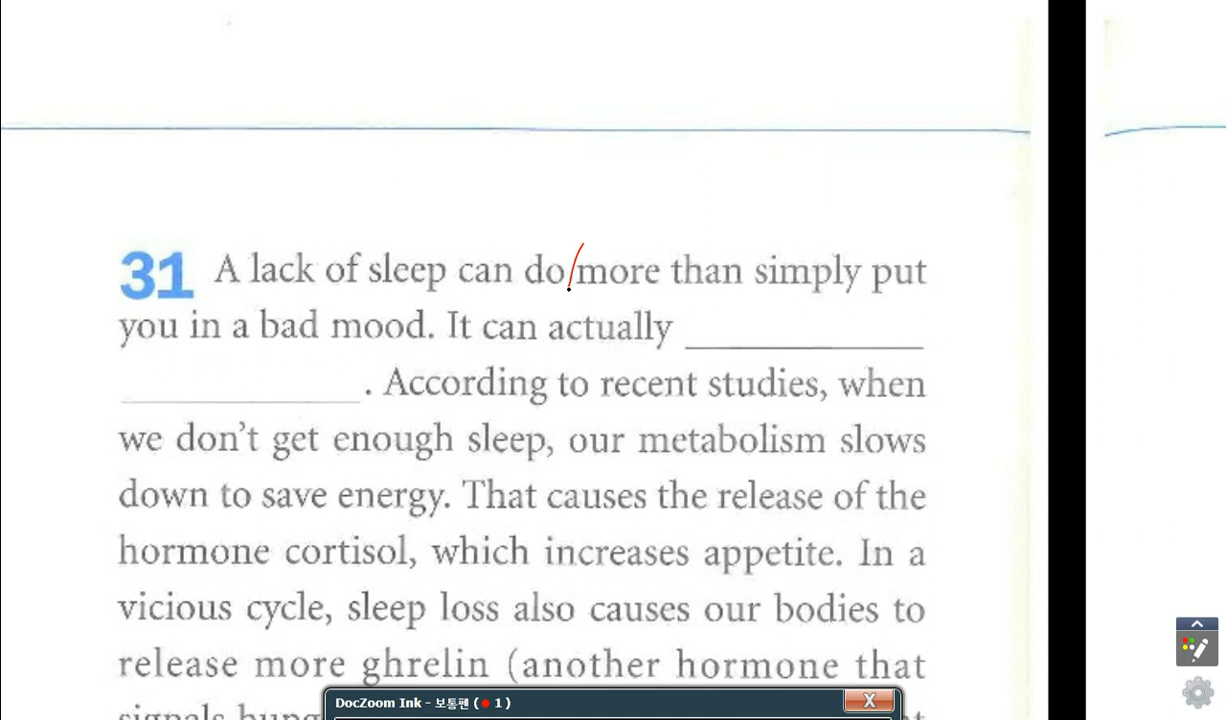 31 A lack of sleep can do more than simply put
you in a bad mood. It can actually
. According to recent studies, when
we don't get enough sleep, our metabolism slows
down to save energy. That causes the release of the
hormone cortisol, which increases appetite. In a
vicious cycle, sleep loss also causes our bodies to
release more ghrelin (another hormone that
signals
DocZoom Ink - 보통펜 ( 1 ) X